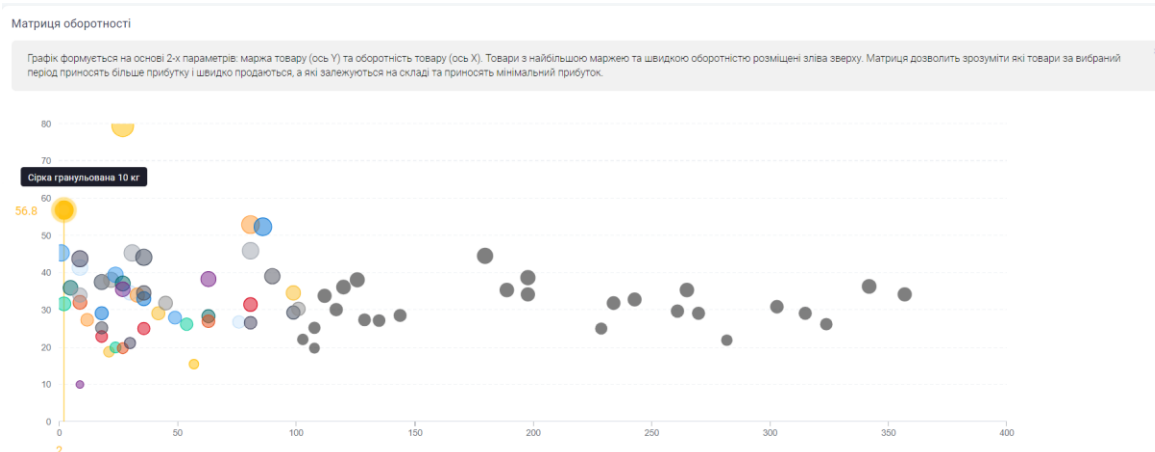 Матриця оборотності
Графік формується на основі 2-х параметрів: маржа товару (ось Y) та оборотність товару (ось X). Товари з найбільшою маржею та швидкою оборотністю розміщені зліва зверху. Матриця дозволить зрозуміти які товари за вибраний
період приносять більше прибутку і швидко продаються, а які залежуються на складі та приносять мінімальний прибуток.
80
70
Сірка гранульована 10 кг
60
56.8
50
40
30
20
10
0
0 50 100 150 200 250 300 350 400